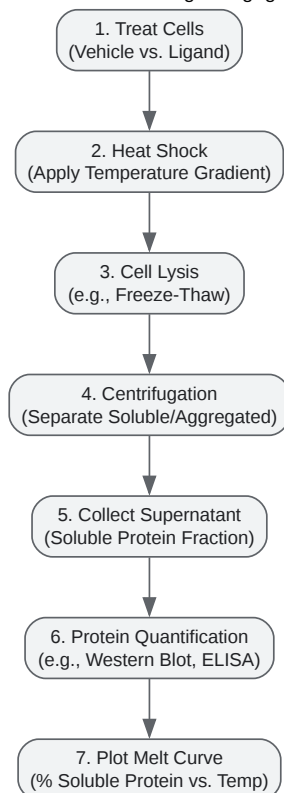 1. Treat Cells
(Vehicle vs. Ligand)
2. Heat Shock
(Apply Temperature Gradient)
3. Cell Lysis
(e.g., Freeze-Thaw)
4. Centrifugation
(Separate Soluble/Aggregated)
5. Collect Supernatant
(Soluble Protein Fraction)
6. Protein Quantification
(e.g., Western Blot, ELISA)
7. Plot Melt Curve
(% Soluble Protein vs. Temp)